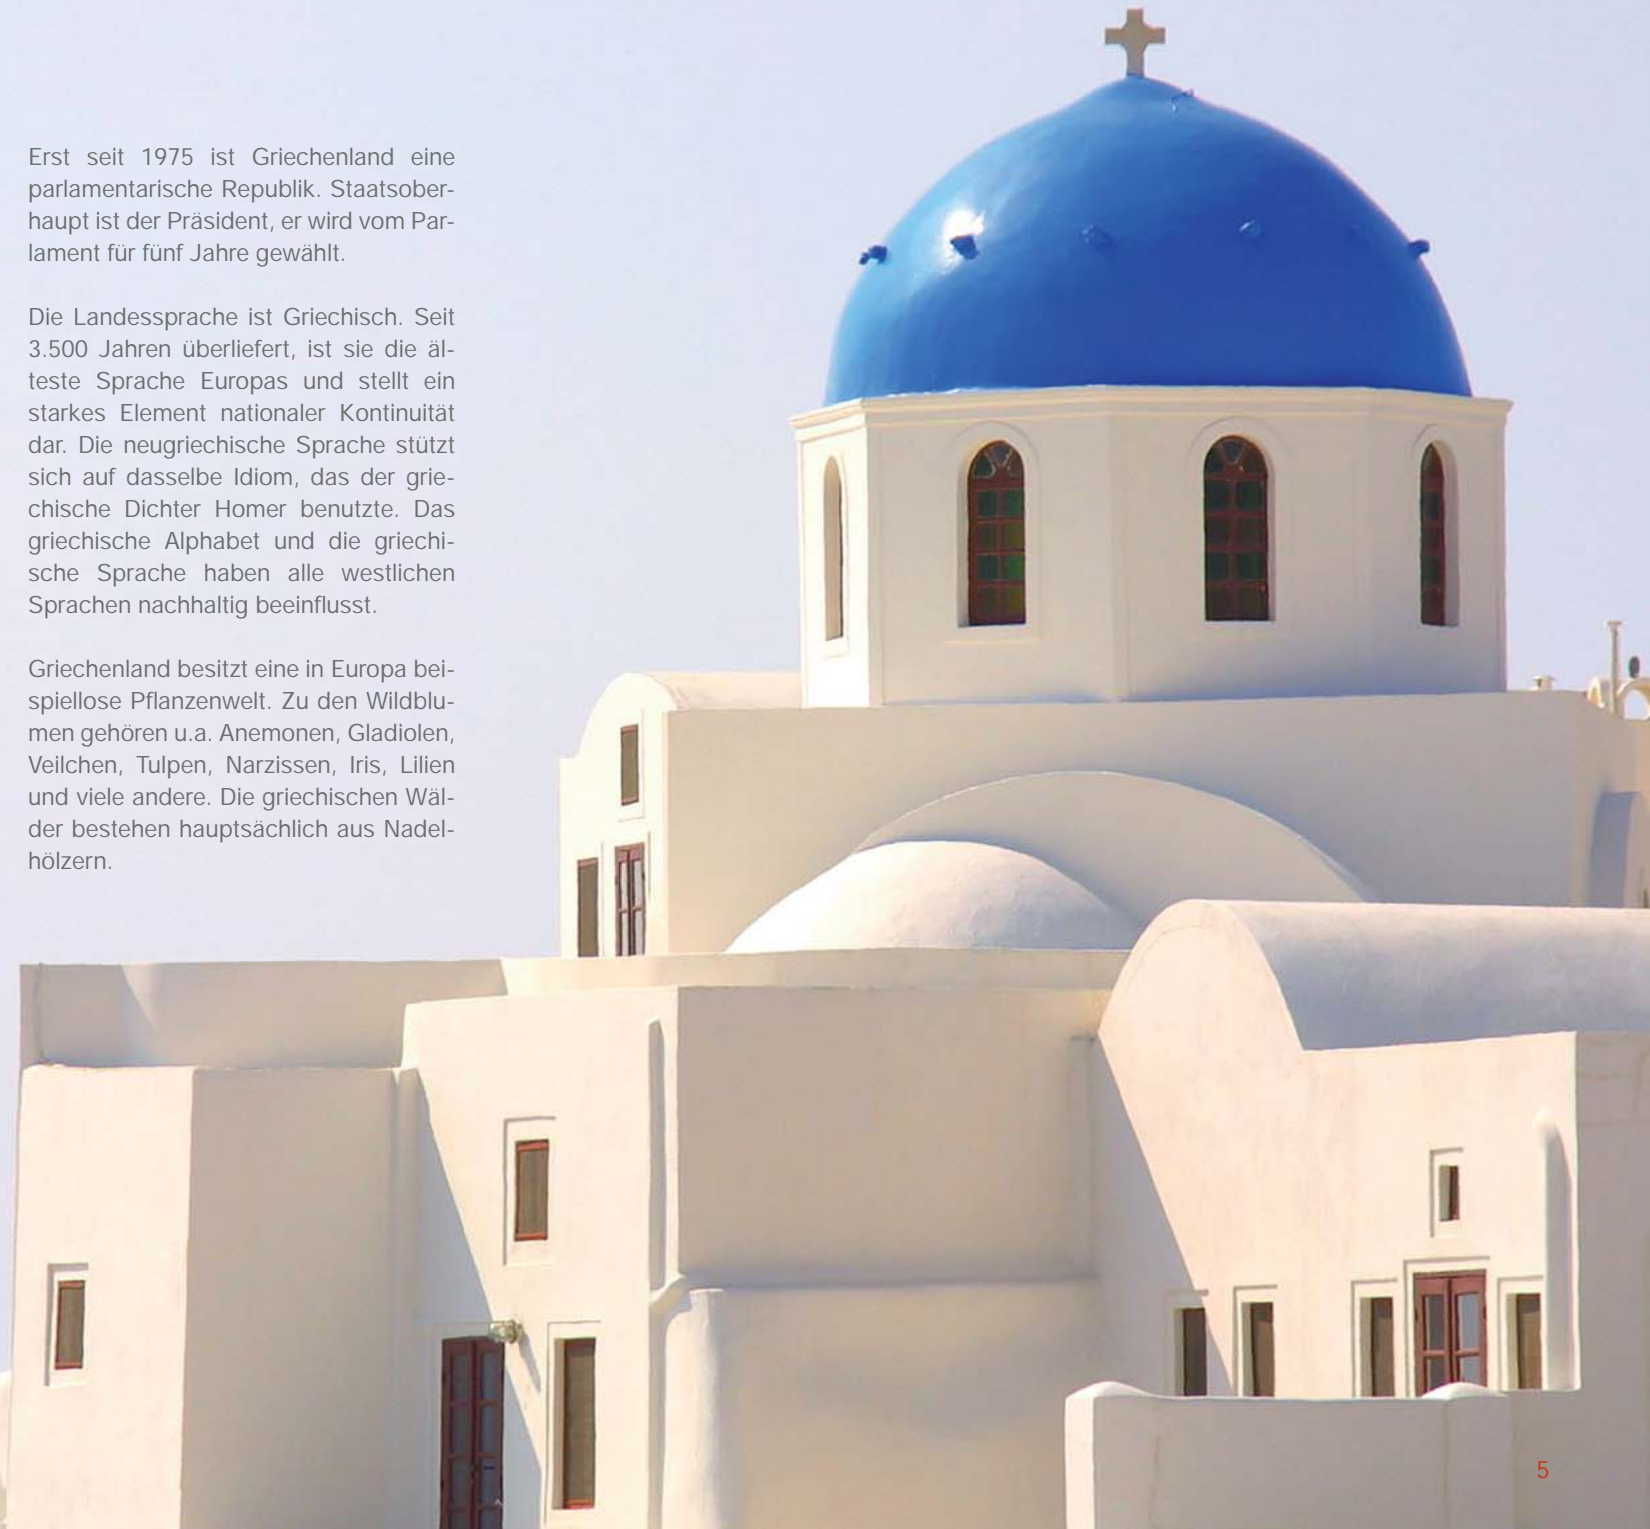 Erst seit 1975 ist Griechenland eine
parlamentarische Republik. Staatsober-
haupt ist der Präsident, er wird vom Par-
lament für fünf Jahre gewählt.
Die Landessprache ist Griechisch. Seit
3.500 Jahren überliefert, ist sie die äl-
teste Sprache Europas und stellt ein
starkes Element nationaler Kontinuität
dar. Die neugriechische Sprache stützt
sich auf dasselbe Idiom, das der grie-
chische Dichter Homer benutzte. Das
griechische Alphabet und die griechi-
sche Sprache haben alle westlichen
Sprachen nachhaltig beeinflusst.
Griechenland besitzt eine in Europa bei-
spiellose Pflanzenwelt. Zu den Wildblu-
men gehören u.a. Anemonen, Gladiolen,
Veilchen, Tulpen, Narzissen, Iris, Lilien
und viele andere. Die griechischen Wäl-
der bestehen hauptsächlich aus Nadel-
hölzern.
5